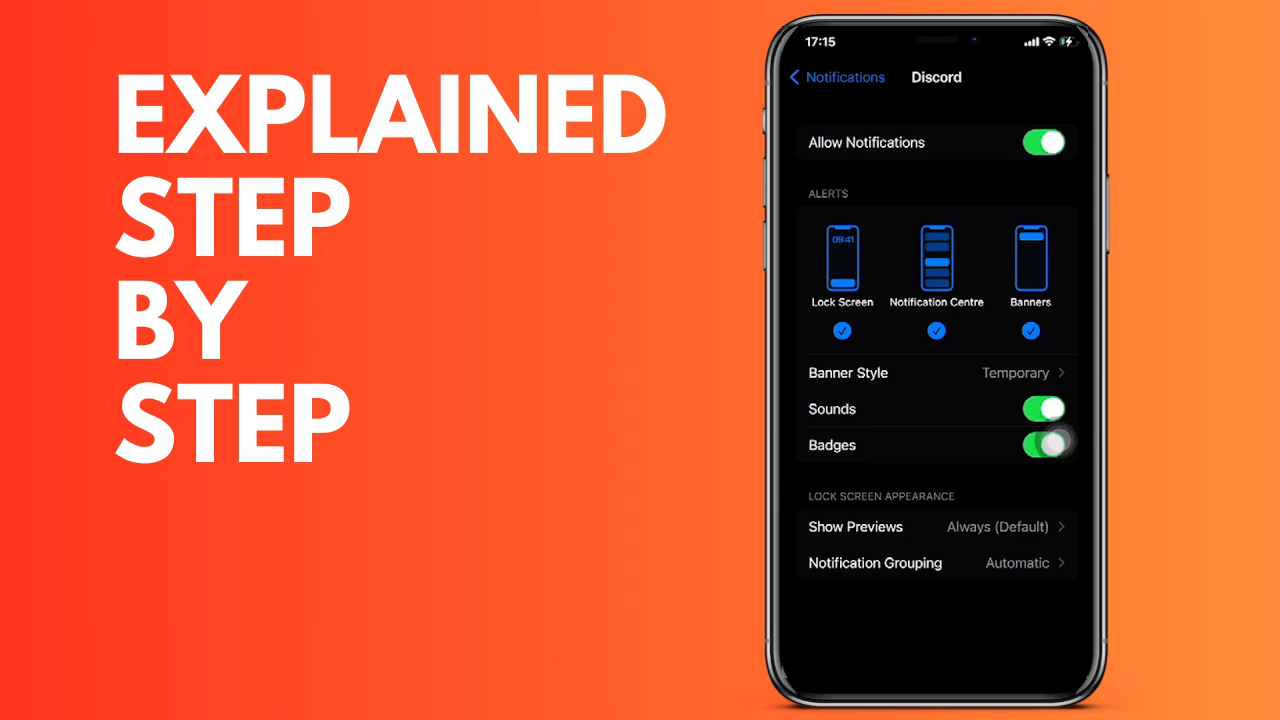 EXPLAINED
STEP
BY
STEP
17:15
Notifications Discord
Allow Notifications
ALERTS
09:41
Lock Screen Notification Centre Banners
Banner Style Temporary
Sounds
Badges
LOCK SCREEN APPEARANCE
Show Previews Always (Default)
Notification Grouping Automatic